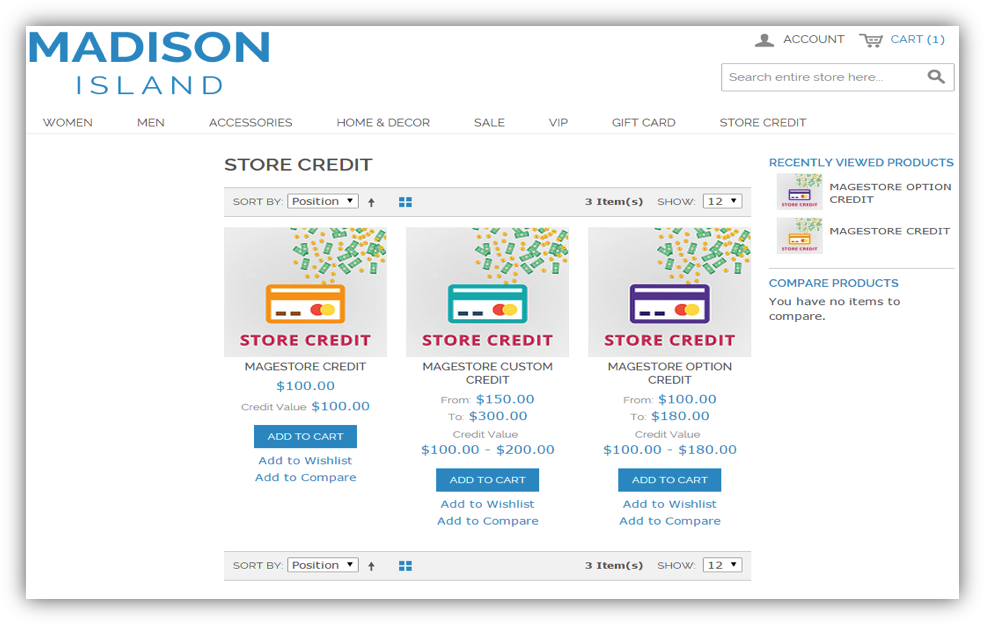 MADISON
ISLAND
ACCOUNT CART (1)
Search entire store here...
WOMEN MEN ACCESSORIES HOME & DECOR SALE VIP GIFT CARD STORE CREDIT
STORE CREDIT
SORT BY: Position 3 Item(s) SHOW: 12
STORE CREDIT
MAGESTORE CREDIT
$100.00
Credit Value $100.00
ADD TO CART
Add to Wishlist
Add to Compare
STORE CREDIT
MAGESTORE CUSTOM
CREDIT
From: $150.00
To: $300.00
Credit Value
$100.00 - $200.00
ADD TO CART
Add to Wishlist
Add to Compare
STORE CREDIT
MAGESTORE OPTION
CREDIT
From: $100.00
To: $180.00
Credit Value
$100.00 - $180.00
ADD TO CART
Add to Wishlist
Add to Compare
SORT BY: Position 3 Item(s) SHOW: 12
RECENTLY VIEWED PRODUCTS
STORE CREDIT
MAGESTORE OPTION
CREDIT
STORE CREDIT
MAGESTORE CREDIT
COMPARE PRODUCTS
You have no items to
compare.